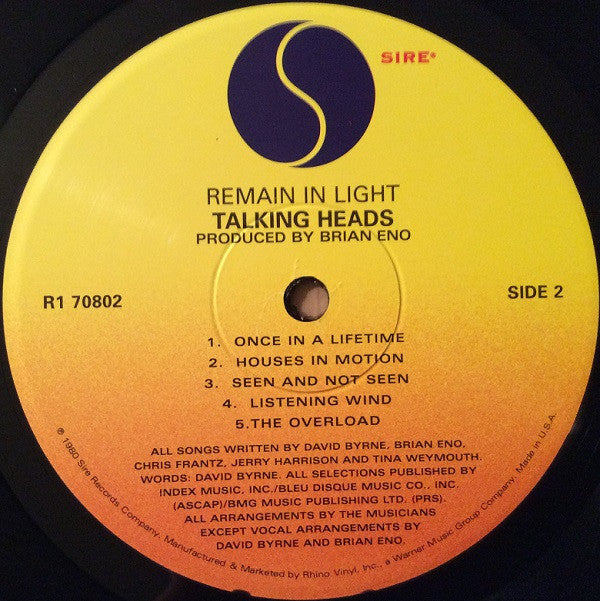 SIRE®
REMAIN IN LIGHT
TALKING HEADS
PRODUCED BY BRIAN ENO
R1 70802
SIDE 2
1. ONCE IN A LIFETIME
2. HOUSES IN MOTION
3. SEEN AND NOT SEEN
4. LISTENING WIND
5.THE OVERLOAD
ALL SONGS WRITTEN BY DAVID BYRNE, BRIAN ENO,
CHRIS FRANTZ, JERRY HARRISON AND TINA WEYMOUTH.
WORDS: DAVID BYRNE. ALL SELECTIONS PUBLISHED BY
INDEX MUSIC, INC./BLEU DISQUE MUSIC CO., INC.
(ASCAP)/BMG MUSIC PUBLISHING LTD. (PRS).
ALL ARRANGEMENTS BY THE MUSICIANS
EXCEPT VOCAL ARRANGEMENTS BY
DAVID BYRNE AND BRIAN ENO.
℗ 1980 Sire Records Company. Manufactured & Marketed by Rhino Vinyl, Inc., a Warner Music Group Company. Made in U.S.A.